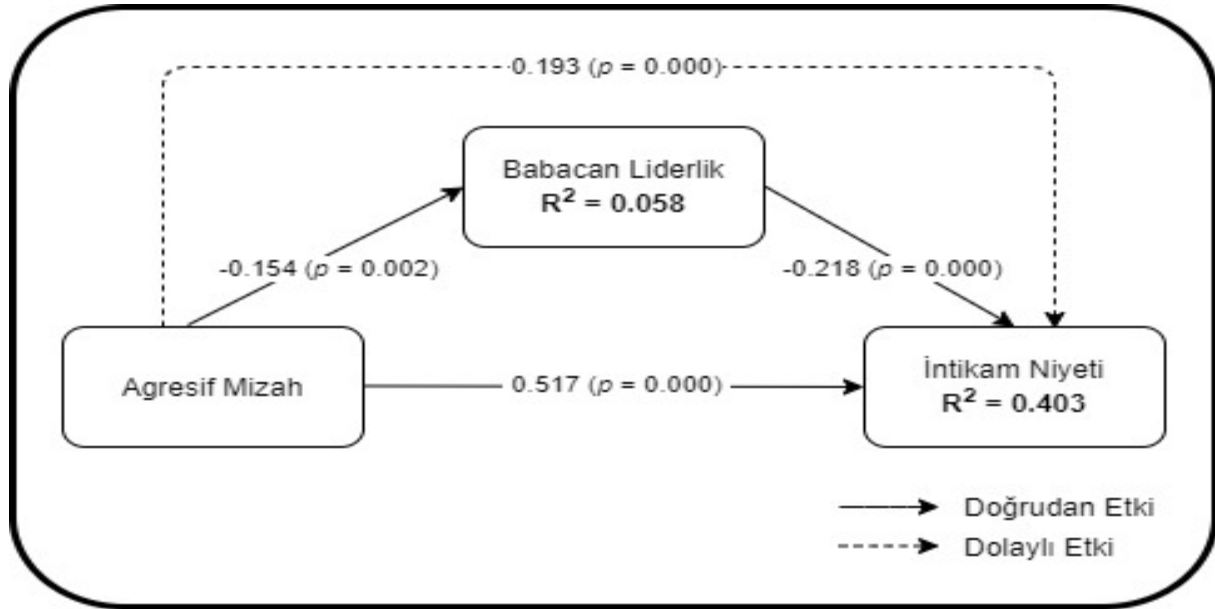 0.193 (p = 0.000)
Babacan Liderlik
R² = 0.058
-0.154 (p = 0.002)
-0.218 (p = 0.000)
Agresif Mizah
0.517 (p = 0.000)
İntikam Niyeti
R² = 0.403
Doğrudan Etki
Dolaylı Etki